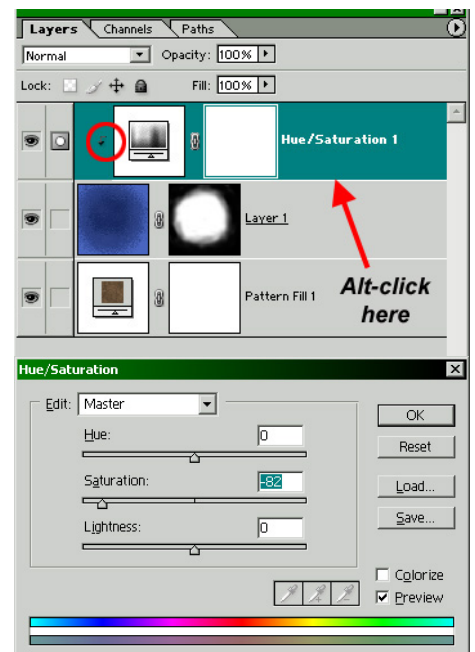 Layers Channels Paths
Normal Opacity: 100%
Lock: Fill: 100%
Hue/Saturation 1
Layer 1
Pattern Fill 1
Alt-click
here
Hue/Saturation
Edit: Master
OK
Hue: 0
Reset
Saturation: -82
Load...
Lightness: 0
Save...
Colorize
Preview